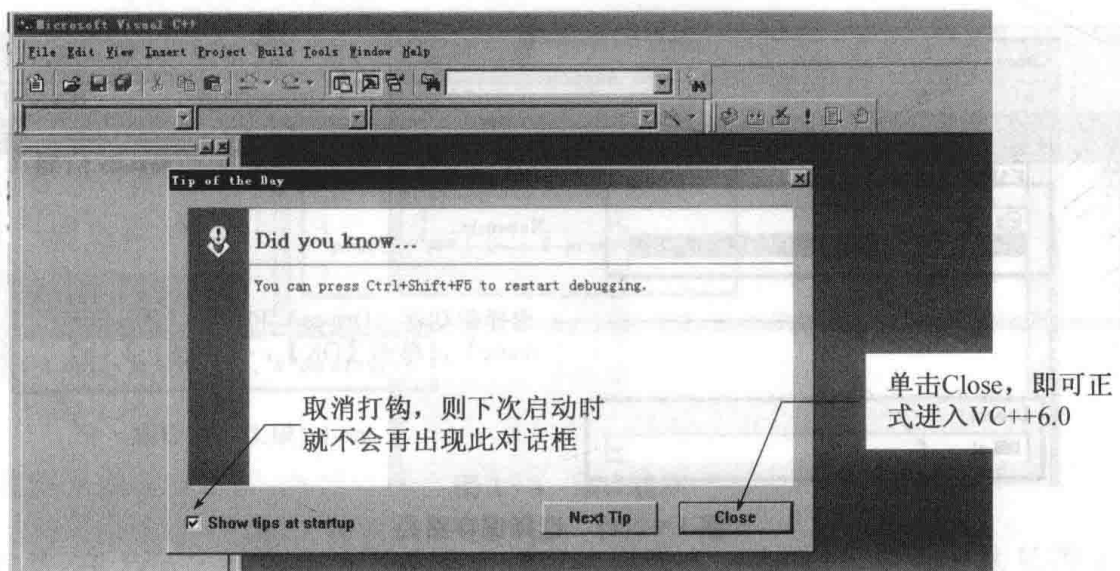 Microsoft Visual C++
File Edit View Insert Project Build Tools Window Help
Tip of the Day
Did you know...
You can press Ctrl+Shift+F5 to restart debugging.
取消打钩，则下次启动时
就不会再出现此对话框
单击Close，即可正
式进入VC++6.0
Show tips at startup
Next Tip
Close